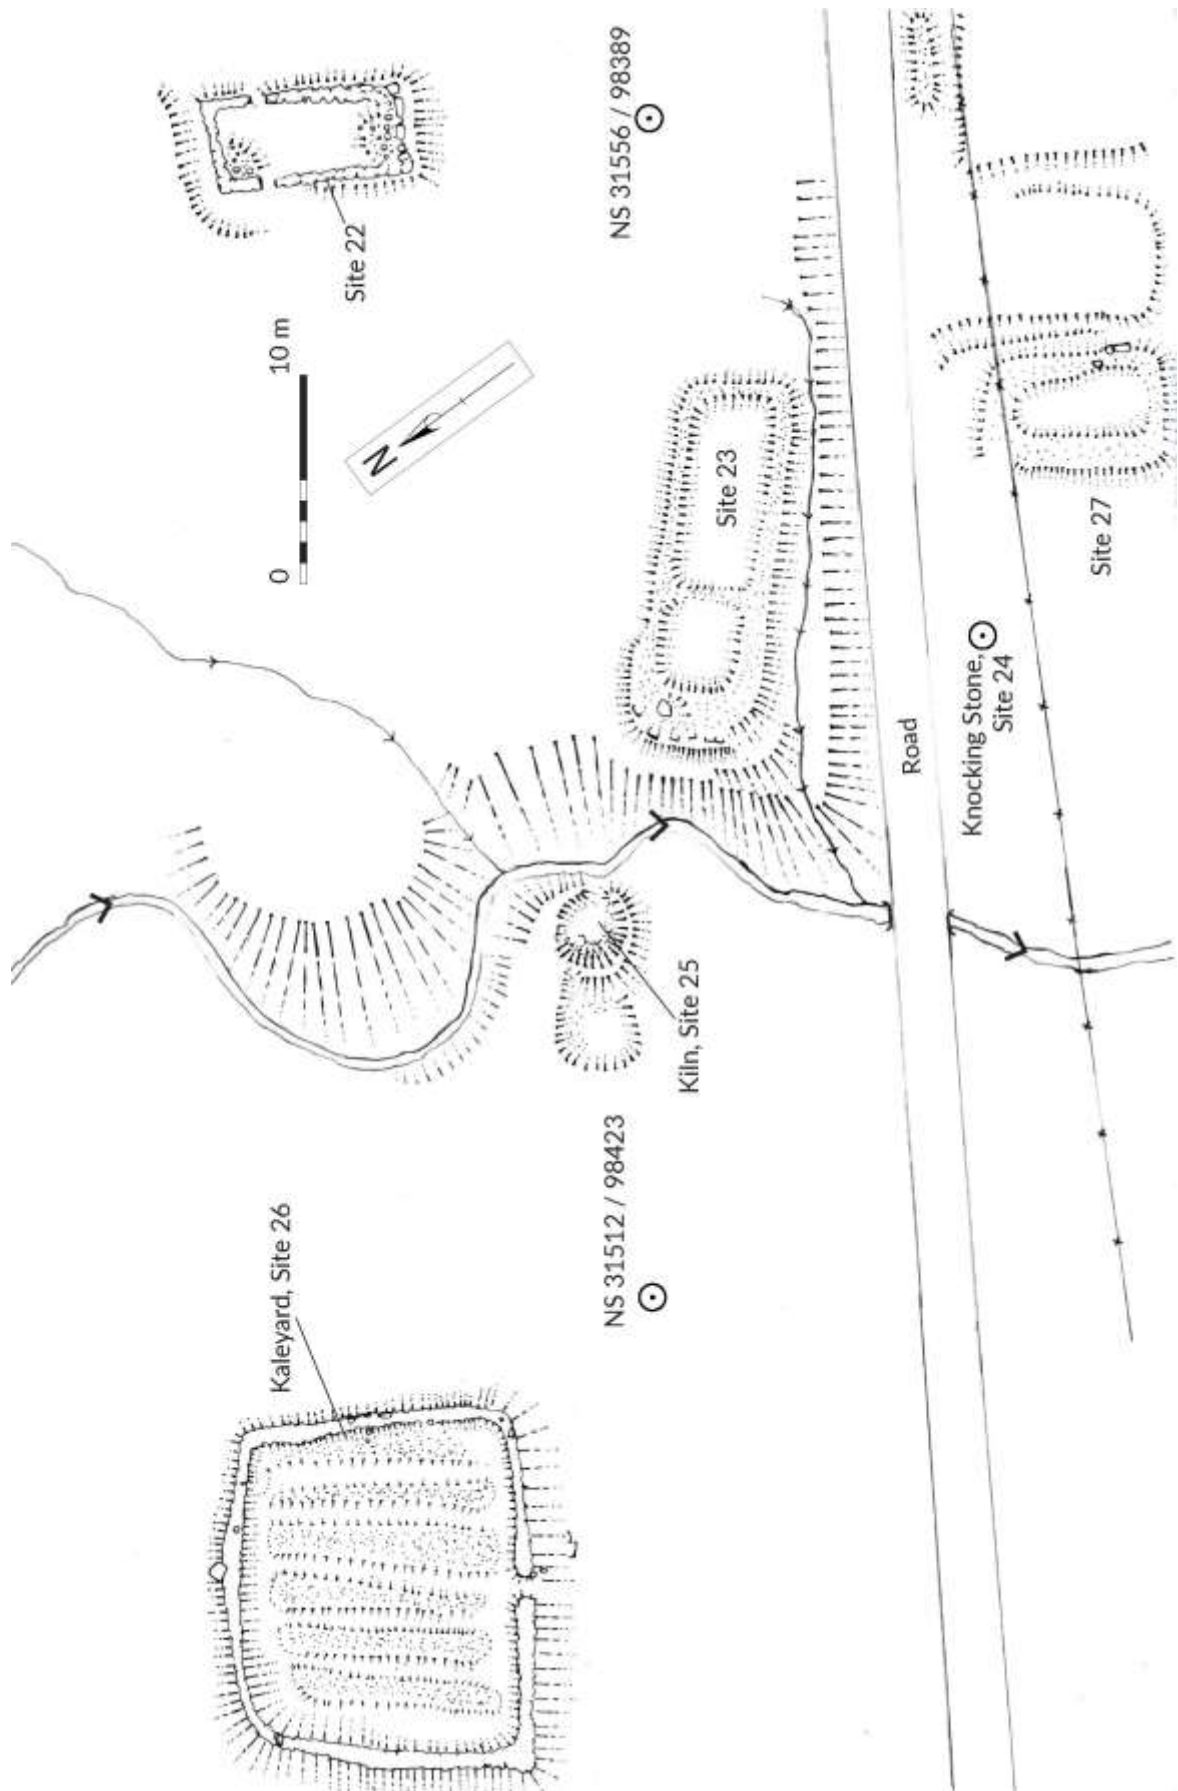 Kaleyard, Site 26
NS 31512 / 98423
Kiln, Site 25
Knocking Stone,
Site 24
Road
Site 23
Site 27
0 10 m
N
Site 22
NS 31556 / 98389